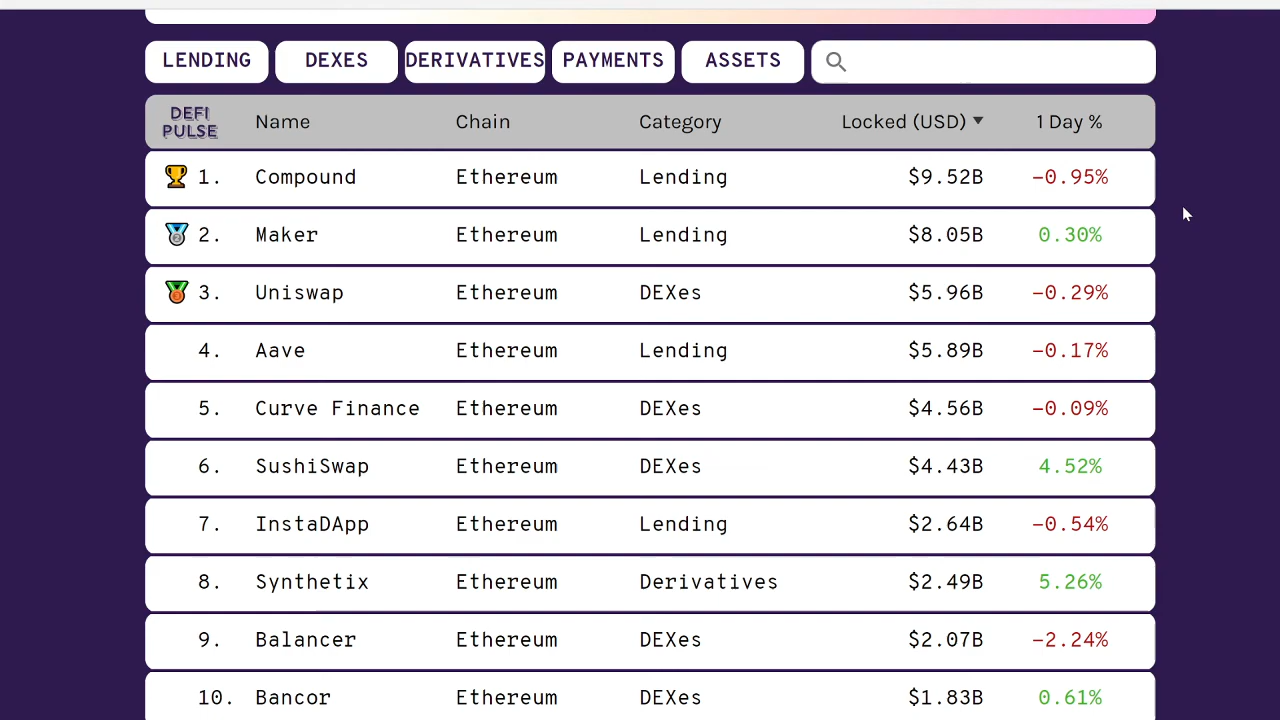 LENDING DEXES DERIVATIVES PAYMENTS ASSETS
DEFI PULSE Name Chain Category Locked (USD) 1 Day %
1. Compound Ethereum Lending $9.52B -0.95%
2. Maker Ethereum Lending $8.05B 0.30%
3. Uniswap Ethereum DEXes $5.96B -0.29%
4. Aave Ethereum Lending $5.89B -0.17%
5. Curve Finance Ethereum DEXes $4.56B -0.09%
6. SushiSwap Ethereum DEXes $4.43B 4.52%
7. InstaDApp Ethereum Lending $2.64B -0.54%
8. Synthetix Ethereum Derivatives $2.49B 5.26%
9. Balancer Ethereum DEXes $2.07B -2.24%
10. Bancor Ethereum DEXes $1.83B 0.61%